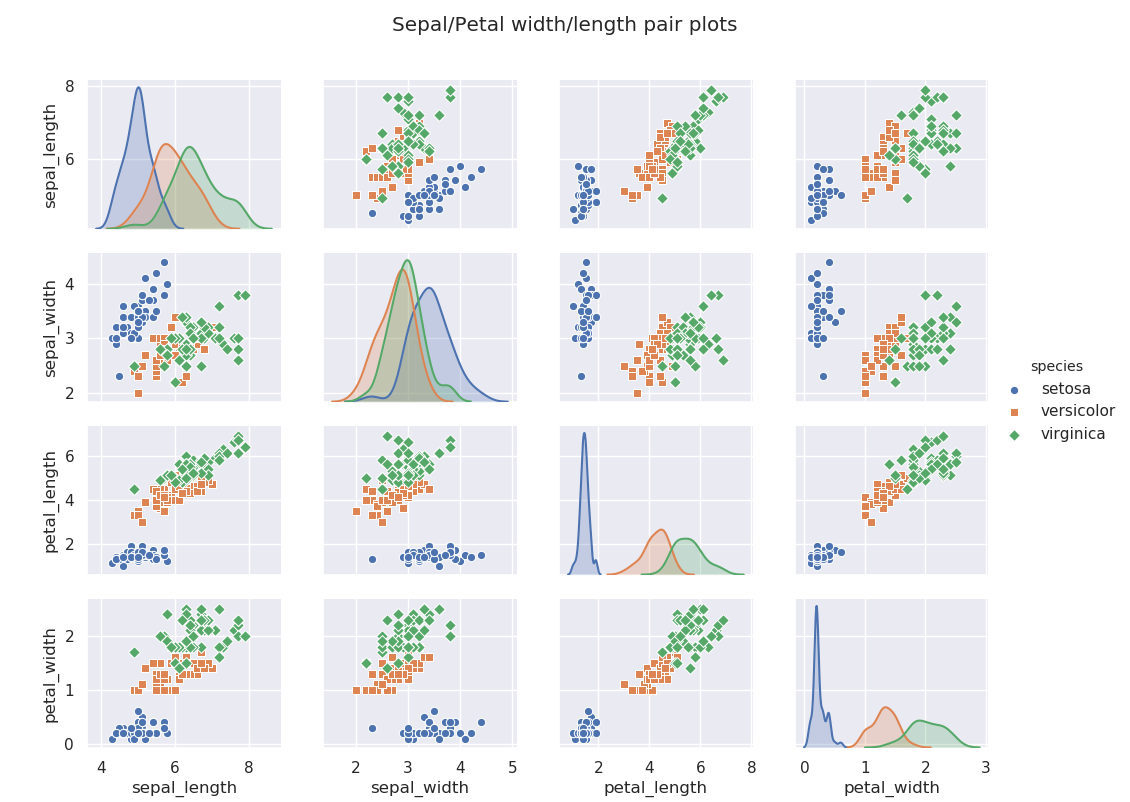 Sepal/Petal width/length pair plots
sepal_length
8
6
sepal_width
4
3
2
petal_length
6
4
2
petal_width
2
1
0
4 6 8
sepal_length
2 3 4 5
sepal_width
2 4 6 8
petal_length
0 1 2 3
petal_width
species
setosa
versicolor
virginica